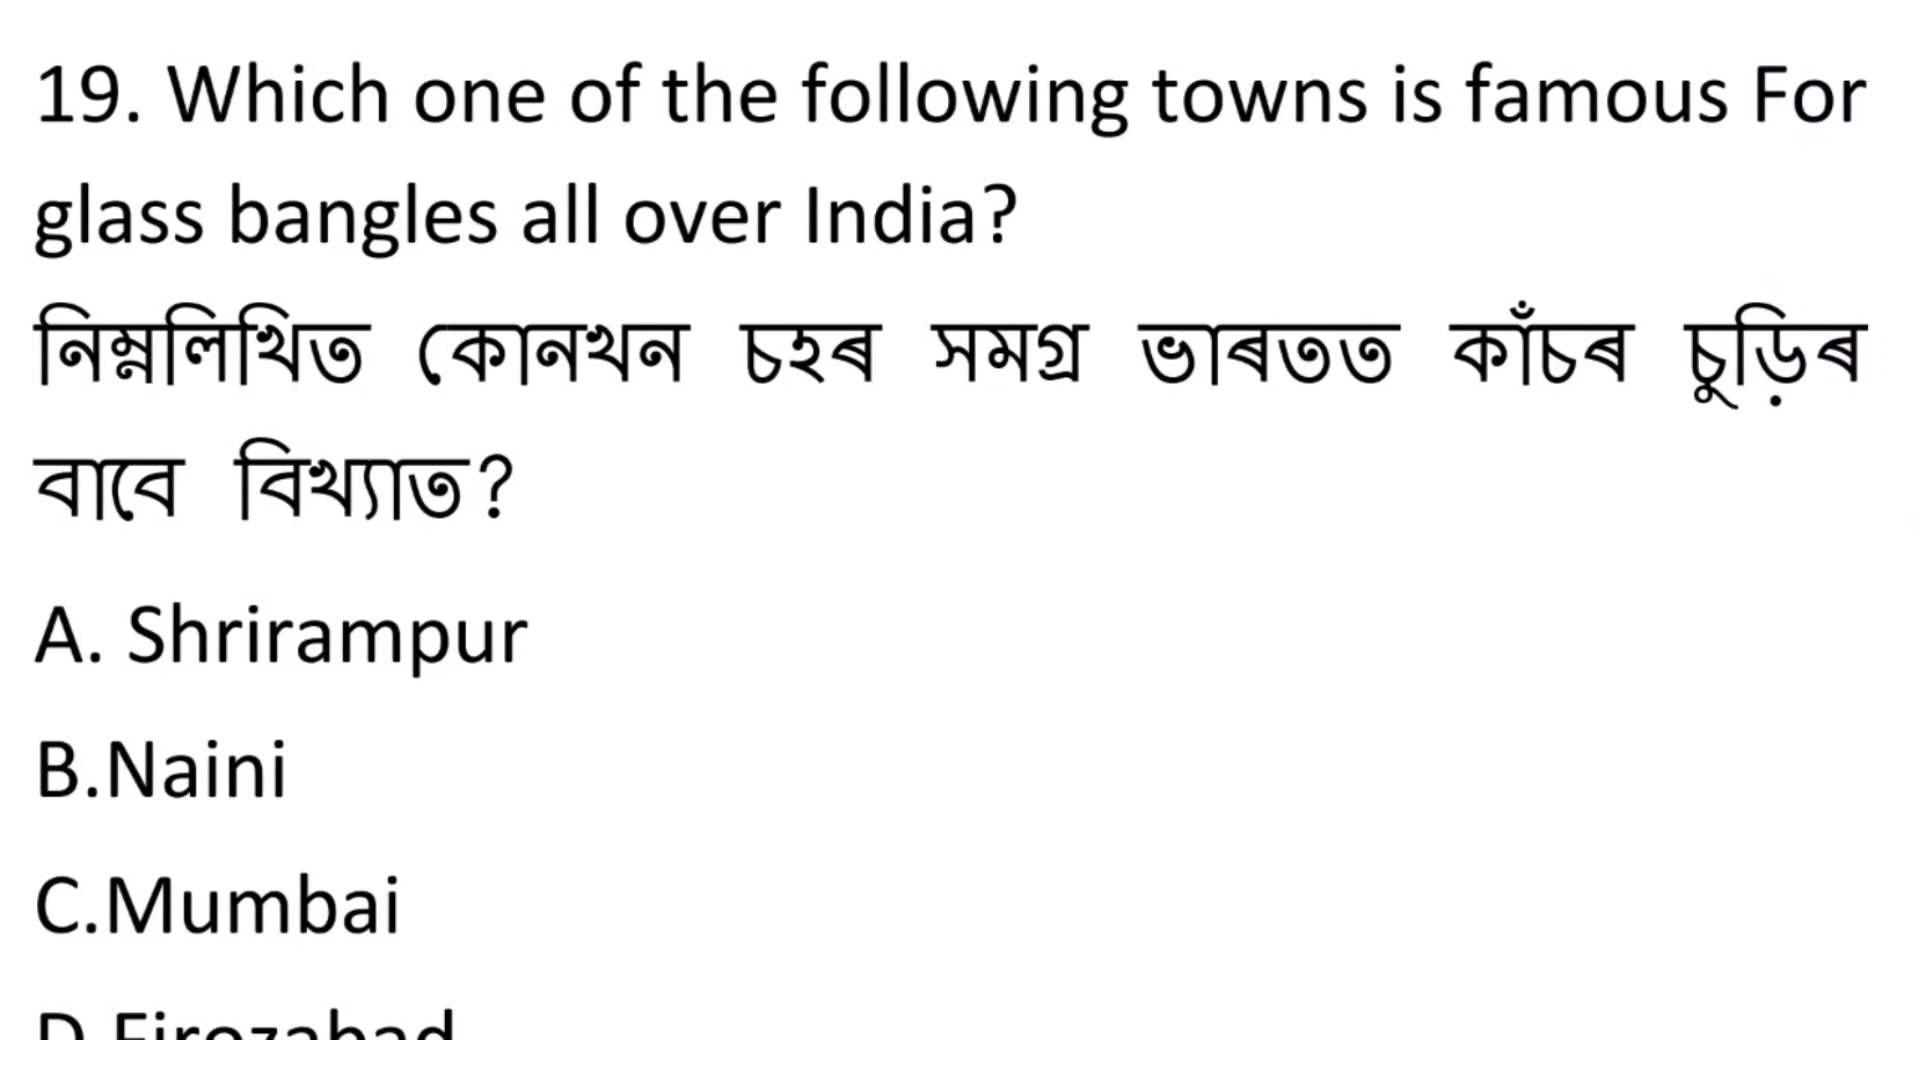 19. Which one of the following towns is famous For
glass bangles all over India?
নিম্নলিখিত কোনখন চহৰ সমগ্ৰ ভাৰতত কাঁচৰ চুড়িৰ
বাবে বিখ্যাত?
A. Shrirampur
B.Naini
C.Mumbai
D.Firozabad